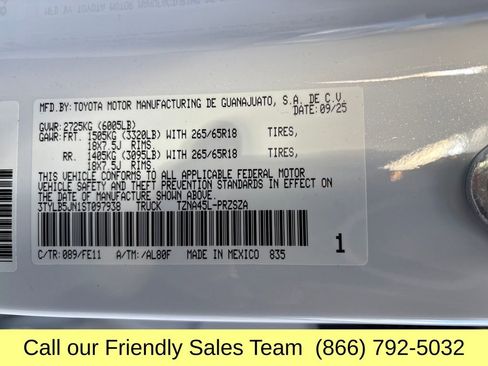 MFD.BY: TOYOTA MOTOR MANUFACTURING DE GUANAJUATO, S.A. DE C.V.
DATE: 09/25
GVWR: 2725KG (6005LB)
GAWR: FRT. 1505KG (3320LB) WITH 265/65R18 TIRES,
18X7.5J RIMS
RR. 1405KG (3095LB) WITH 265/65R18 TIRES,
18X7.5J RIMS
THIS VEHICLE CONFORMS TO ALL APPLICABLE FEDERAL MOTOR
VEHICLE SAFETY AND THEFT PREVENTION STANDARDS IN EFFECT ON
THE DATE OF MANUFACTURE SHOWN ABOVE.
3TYLB5JN1ST097938 TRUCK TZNA45L-PRZSZA
C/TR: 089/FE11 A/TM: /AL80F MADE IN MEXICO 835
1
Call our Friendly Sales Team (866) 792-5032